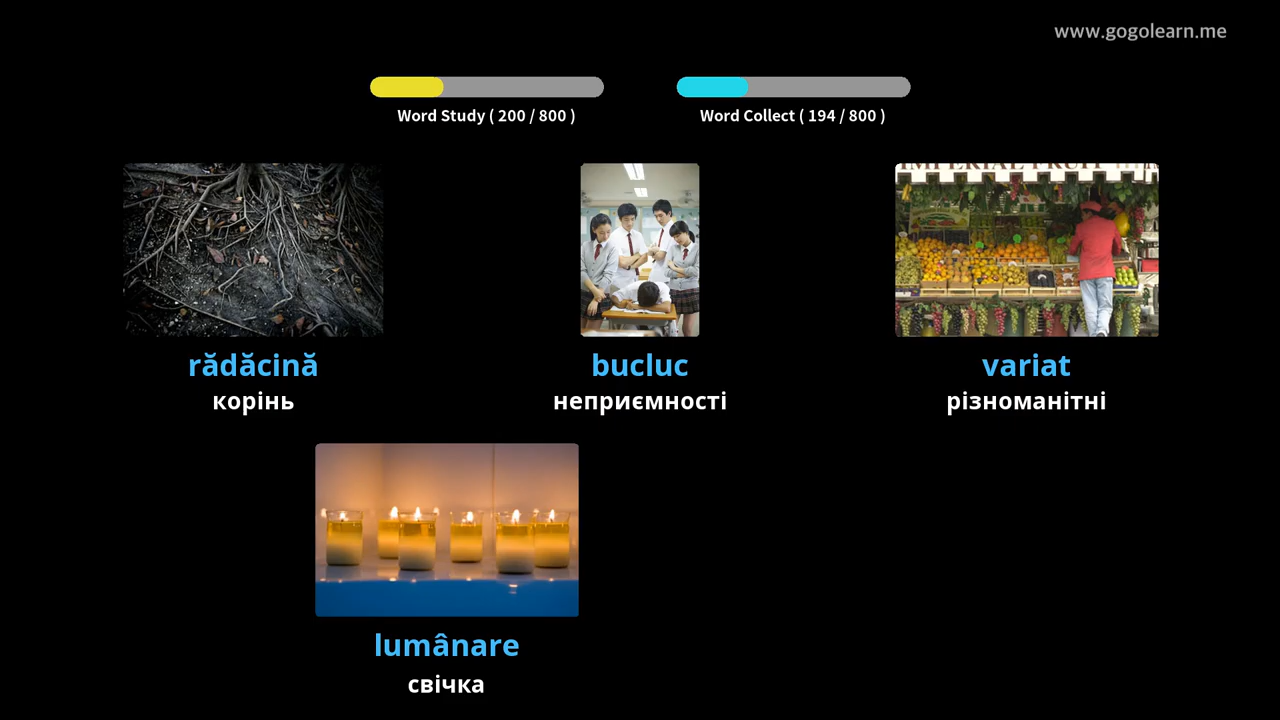 www.gogolearn.me
Word Study ( 200 / 800 )
Word Collect ( 194 / 800 )
rădăcină
корінь
bucluc
неприємності
variat
різноманітні
lumânare
свічка